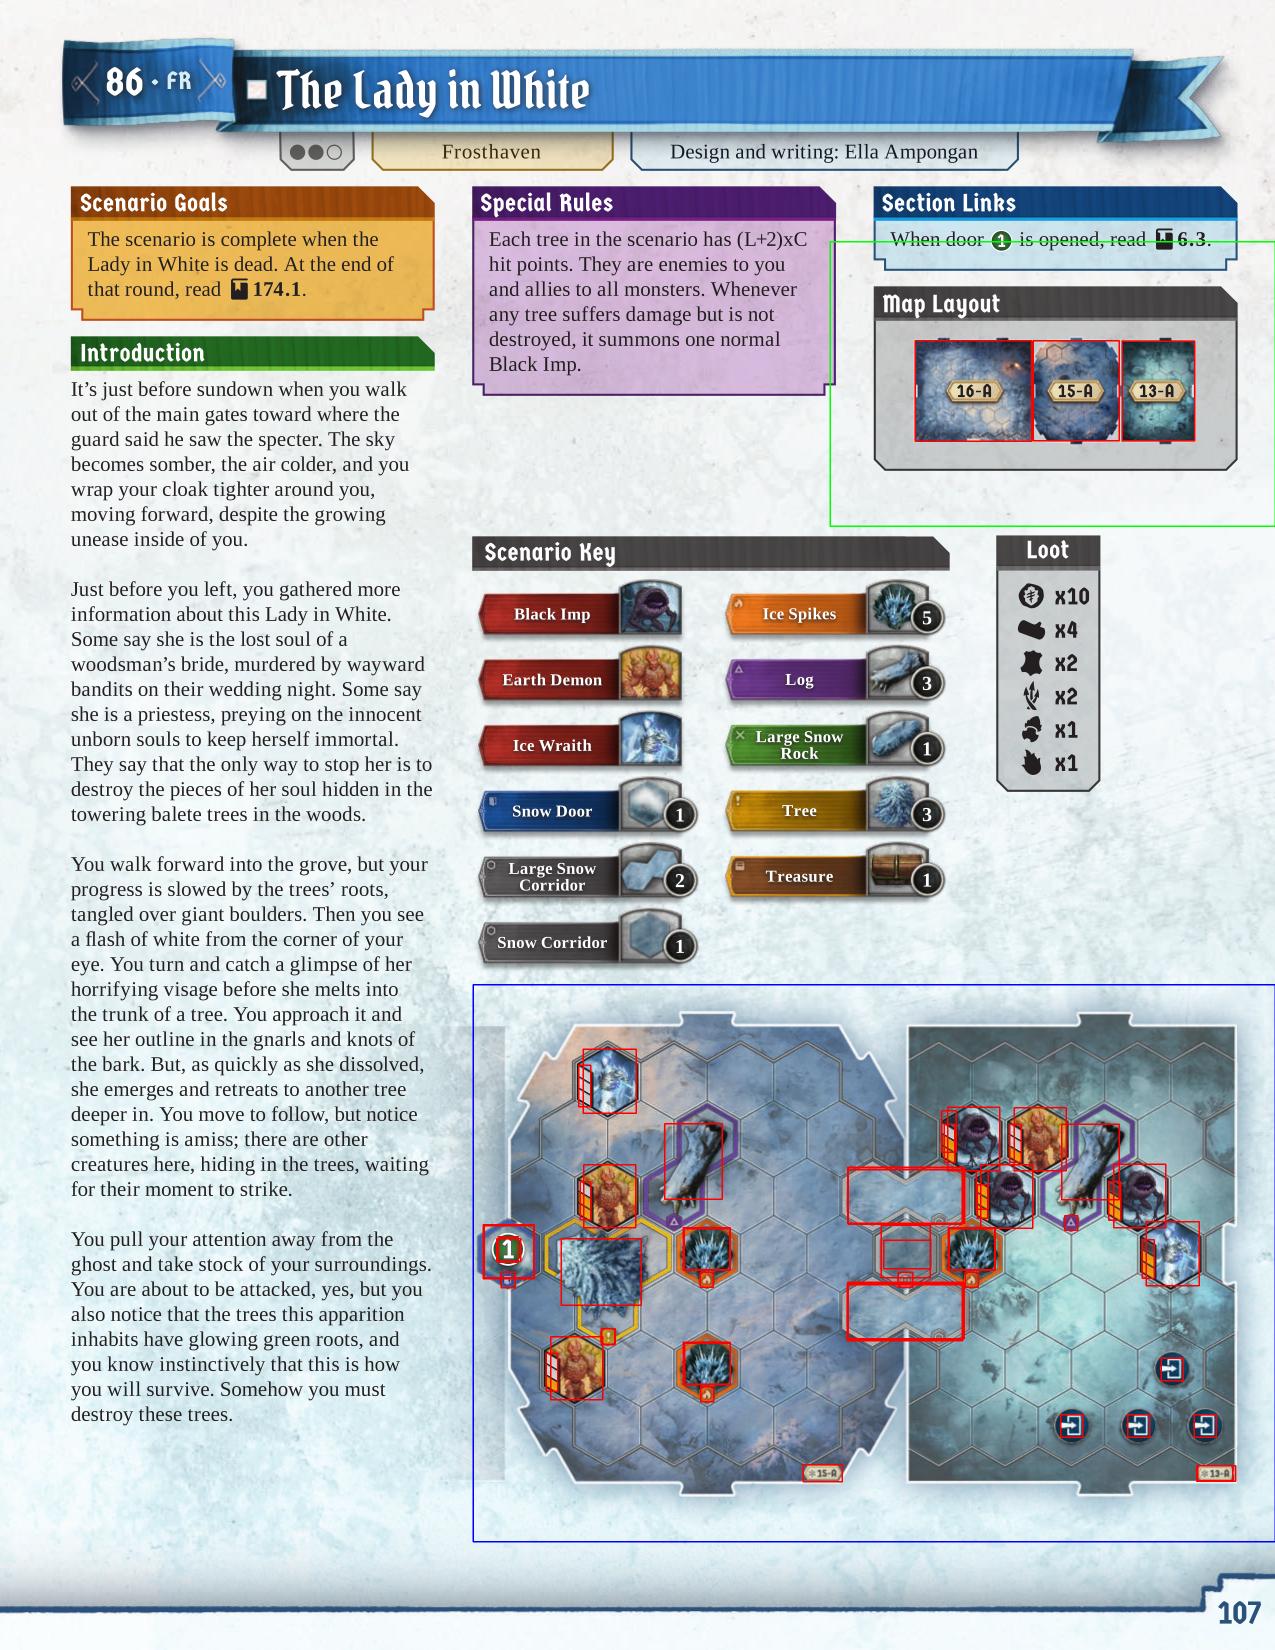 86 • FR
The Lady in White
Frosthaven
Design and writing: Ella Ampongan
Scenario Goals
The scenario is complete when the
Lady in White is dead. At the end of
that round, read 174.1.
Introduction
It’s just before sundown when you walk
out of the main gates toward where the
guard said he saw the specter. The sky
becomes somber, the air colder, and you
wrap your cloak tighter around you,
moving forward, despite the growing
unease inside of you.
Just before you left, you gathered more
information about this Lady in White.
Some say she is the lost soul of a
woodsman’s bride, murdered by wayward
bandits on their wedding night. Some say
she is a priestess, preying on the innocent
unborn souls to keep herself immortal.
They say that the only way to stop her is to
destroy the pieces of her soul hidden in the
towering balete trees in the woods.
You walk forward into the grove, but your
progress is slowed by the trees’ roots,
tangled over giant boulders. Then you see
a flash of white from the corner of your
eye. You turn and catch a glimpse of her
horrifying visage before she melts into
the trunk of a tree. You approach it and
see her outline in the gnarls and knots of
the bark. But, as quickly as she dissolved,
she emerges and retreats to another tree
deeper in. You move to follow, but notice
something is amiss; there are other
creatures here, hiding in the trees, waiting
for their moment to strike.
You pull your attention away from the
ghost and take stock of your surroundings.
You are about to be attacked, yes, but you
also notice that the trees this apparition
inhabits have glowing green roots, and
you know instinctively that this is how
you will survive. Somehow you must
destroy these trees.
Special Rules
Each tree in the scenario has (L+2)xC
hit points. They are enemies to you
and allies to all monsters. Whenever
any tree suffers damage but is not
destroyed, it summons one normal
Black Imp.
Section Links
When door 1 is opened, read 6.3.
Map Layout
16-A 15-A 13-A
Scenario Key
Black Imp
Earth Demon
Ice Wraith
Snow Door 1
Large Snow
Corridor 2
Snow Corridor 1
Ice Spikes 5
Log 3
Large Snow
Rock 1
Tree 3
Treasure 1
Loot
x10
x4
x2
x2
x1
x1
1
15-A
13-A
107